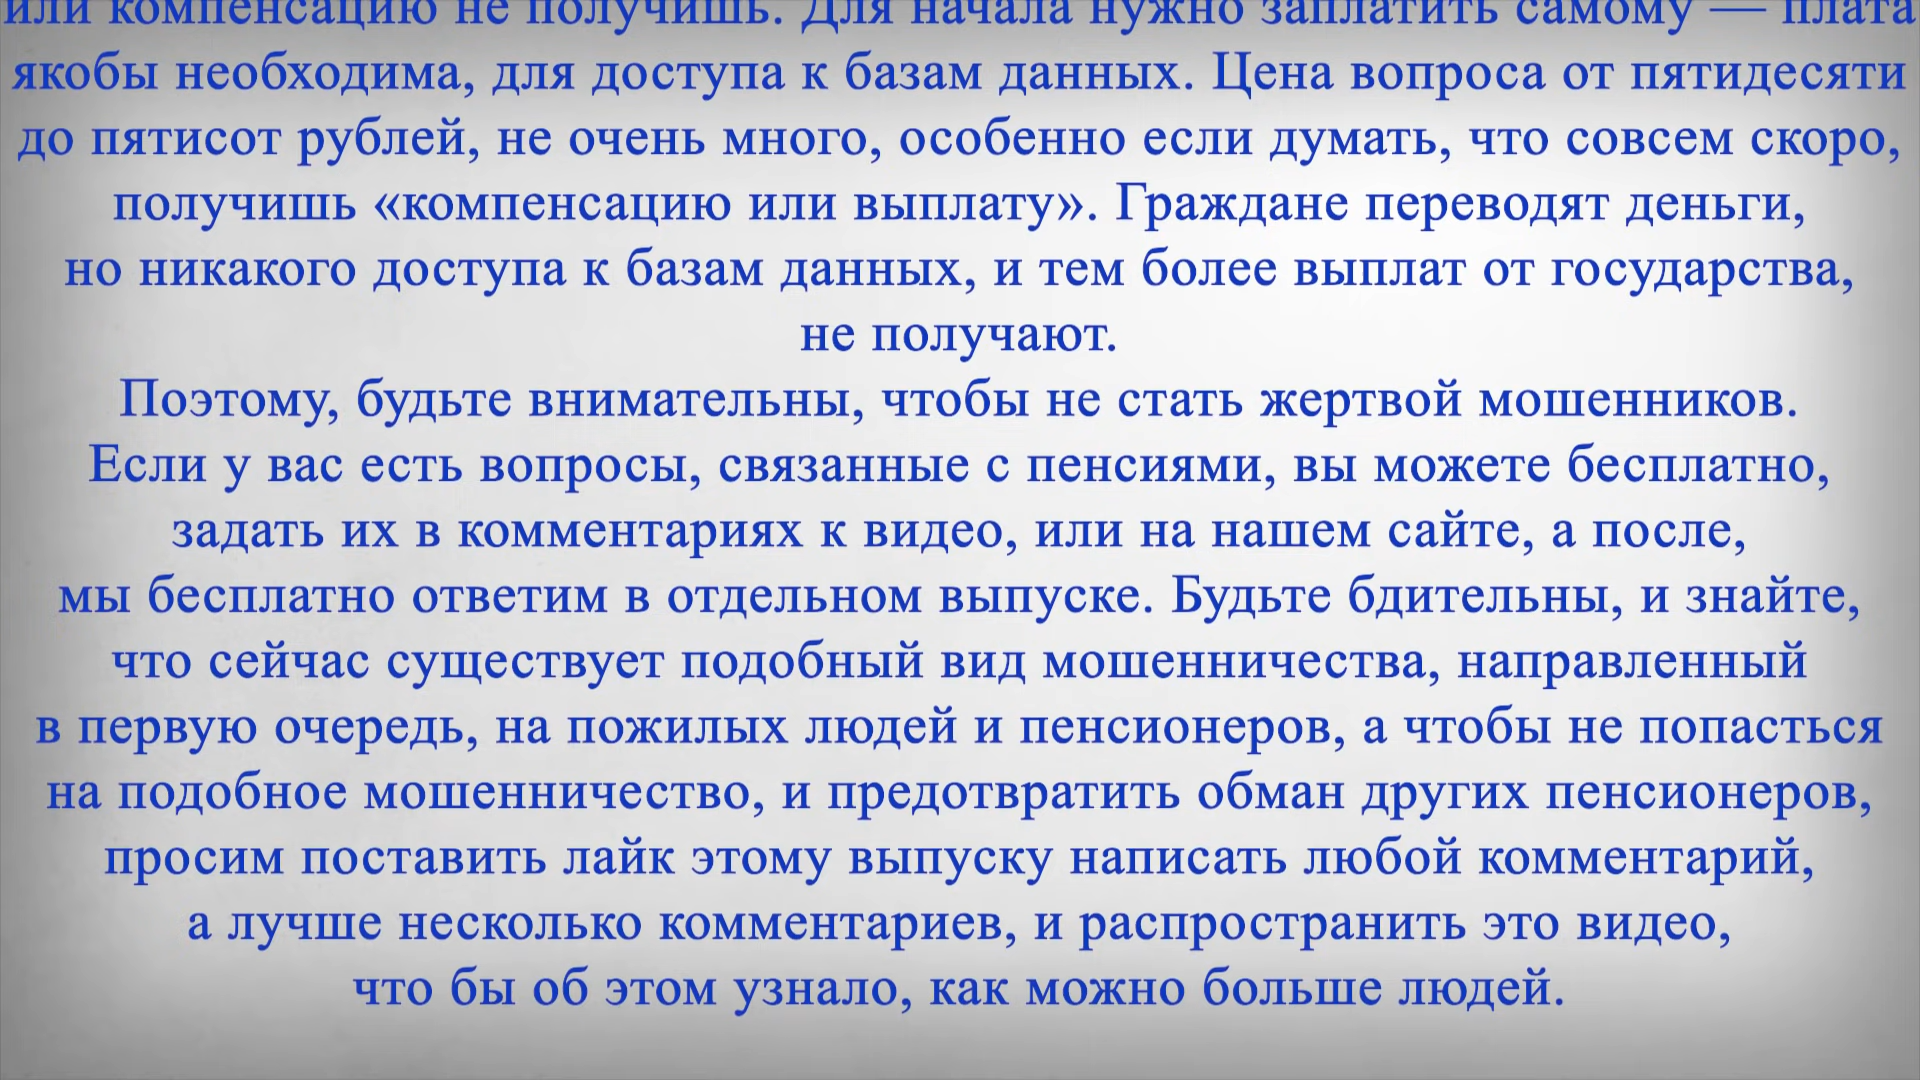 или компенсацию не получишь. Для начала нужно заплатить самому — плата
якобы необходима, для доступа к базам данных. Цена вопроса от пятидесяти
до пятисот рублей, не очень много, особенно если думать, что совсем скоро,
получишь «компенсацию или выплату». Граждане переводят деньги,
но никакого доступа к базам данных, и тем более выплат от государства,
не получают.
Поэтому, будьте внимательны, чтобы не стать жертвой мошенников.
Если у вас есть вопросы, связанные с пенсиями, вы можете бесплатно,
задать их в комментариях к видео, или на нашем сайте, а после,
мы бесплатно ответим в отдельном выпуске. Будьте бдительны, и знайте,
что сейчас существует подобный вид мошенничества, направленный
в первую очередь, на пожилых людей и пенсионеров, а чтобы не попасться
на подобное мошенничество, и предотвратить обман других пенсионеров,
просим поставить лайк этому выпуску написать любой комментарий,
а лучше несколько комментариев, и распространить это видео,
что бы об этом узнало, как можно больше людей.